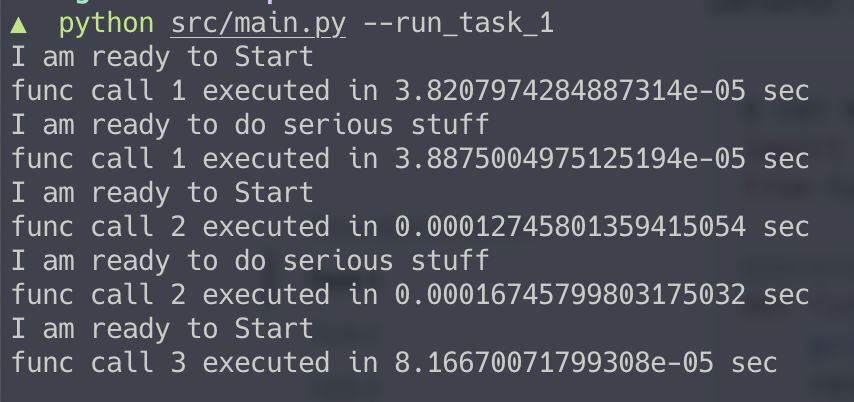 ▲ python src/main.py --run_task_1
I am ready to Start
func call 1 executed in 3.8207974284887314e-05 sec
I am ready to do serious stuff
func call 1 executed in 3.8875004975125194e-05 sec
I am ready to Start
func call 2 executed in 0.00012745801359415054 sec
I am ready to do serious stuff
func call 2 executed in 0.00016745799803175032 sec
I am ready to Start
func call 3 executed in 8.16670071799308e-05 sec